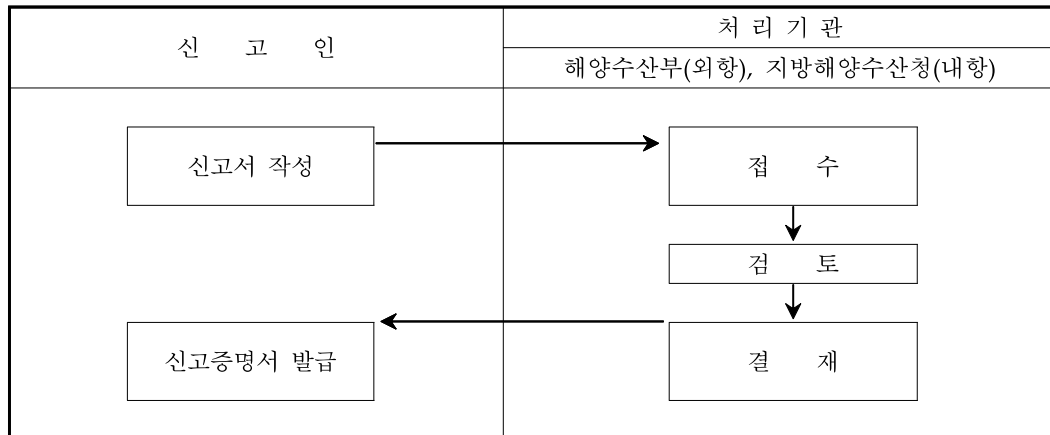 신 고 인
처 리 기 관
해양수산부(외항), 지방해양수산청(내항)
신고서 작성
접 수
검 토
신고증명서 발급
결 재